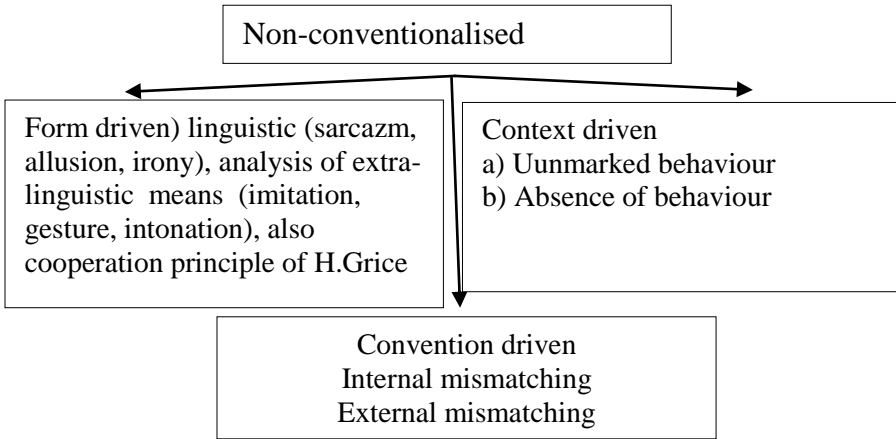 Non-conventionalised
Form driven) linguistic (sarcazm,
allusion, irony), analysis of extra-
linguistic means (imitation,
gesture, intonation), also
cooperation principle of H.Grice
Context driven
a) Uunmarked behaviour
b) Absence of behaviour
Convention driven
Internal mismatching
External mismatching